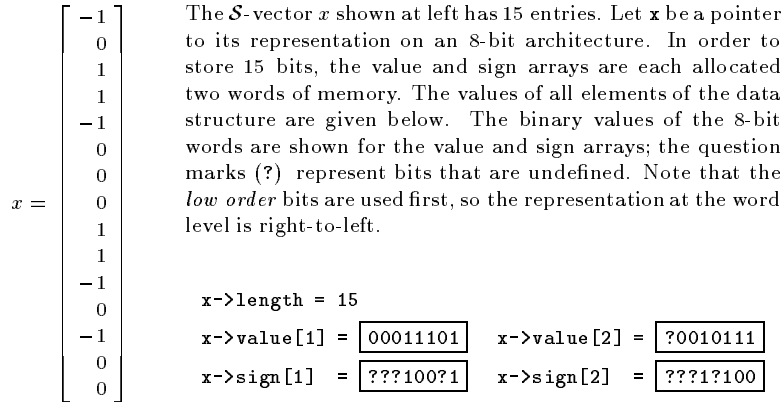 x = [ −1 0 1 1 −1 0 0 0 1 1 −1 0 −1 0 0 ]
The S-vector x shown at left has 15 entries. Let x be a pointer
to its representation on an 8-bit architecture. In order to
store 15 bits, the value and sign arrays are each allocated
two words of memory. The values of all elements of the data
structure are given below. The binary values of the 8-bit
words are shown for the value and sign arrays; the question
marks (?) represent bits that are undefined. Note that the
low order bits are used first, so the representation at the word
level is right-to-left.
x->length = 15
x->value[1] = 00011101 x->value[2] = ?0010111
x->sign[1] = ???100?1 x->sign[2] = ???1?100